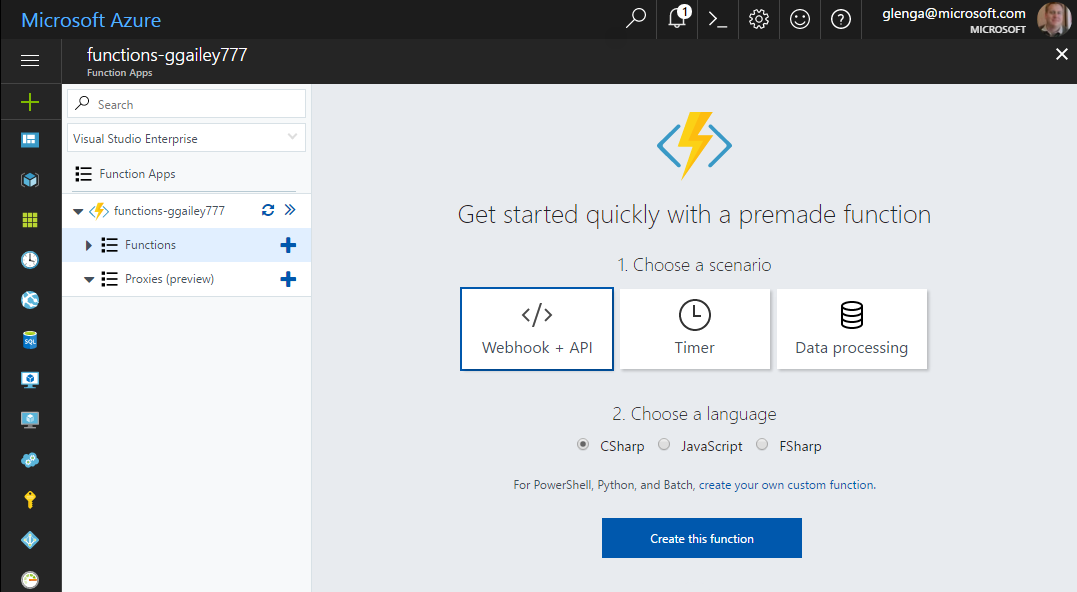 Microsoft Azure
1
glenga@microsoft.com
MICROSOFT
functions-ggailey777
Function Apps
Search
Visual Studio Enterprise
Function Apps
functions-ggailey777
Functions
Proxies (preview)
SQL
Get started quickly with a premade function
1. Choose a scenario
Webhook + API
Timer
Data processing
2. Choose a language
CSharp JavaScript FSharp
For PowerShell, Python, and Batch, create your own custom function.
Create this function